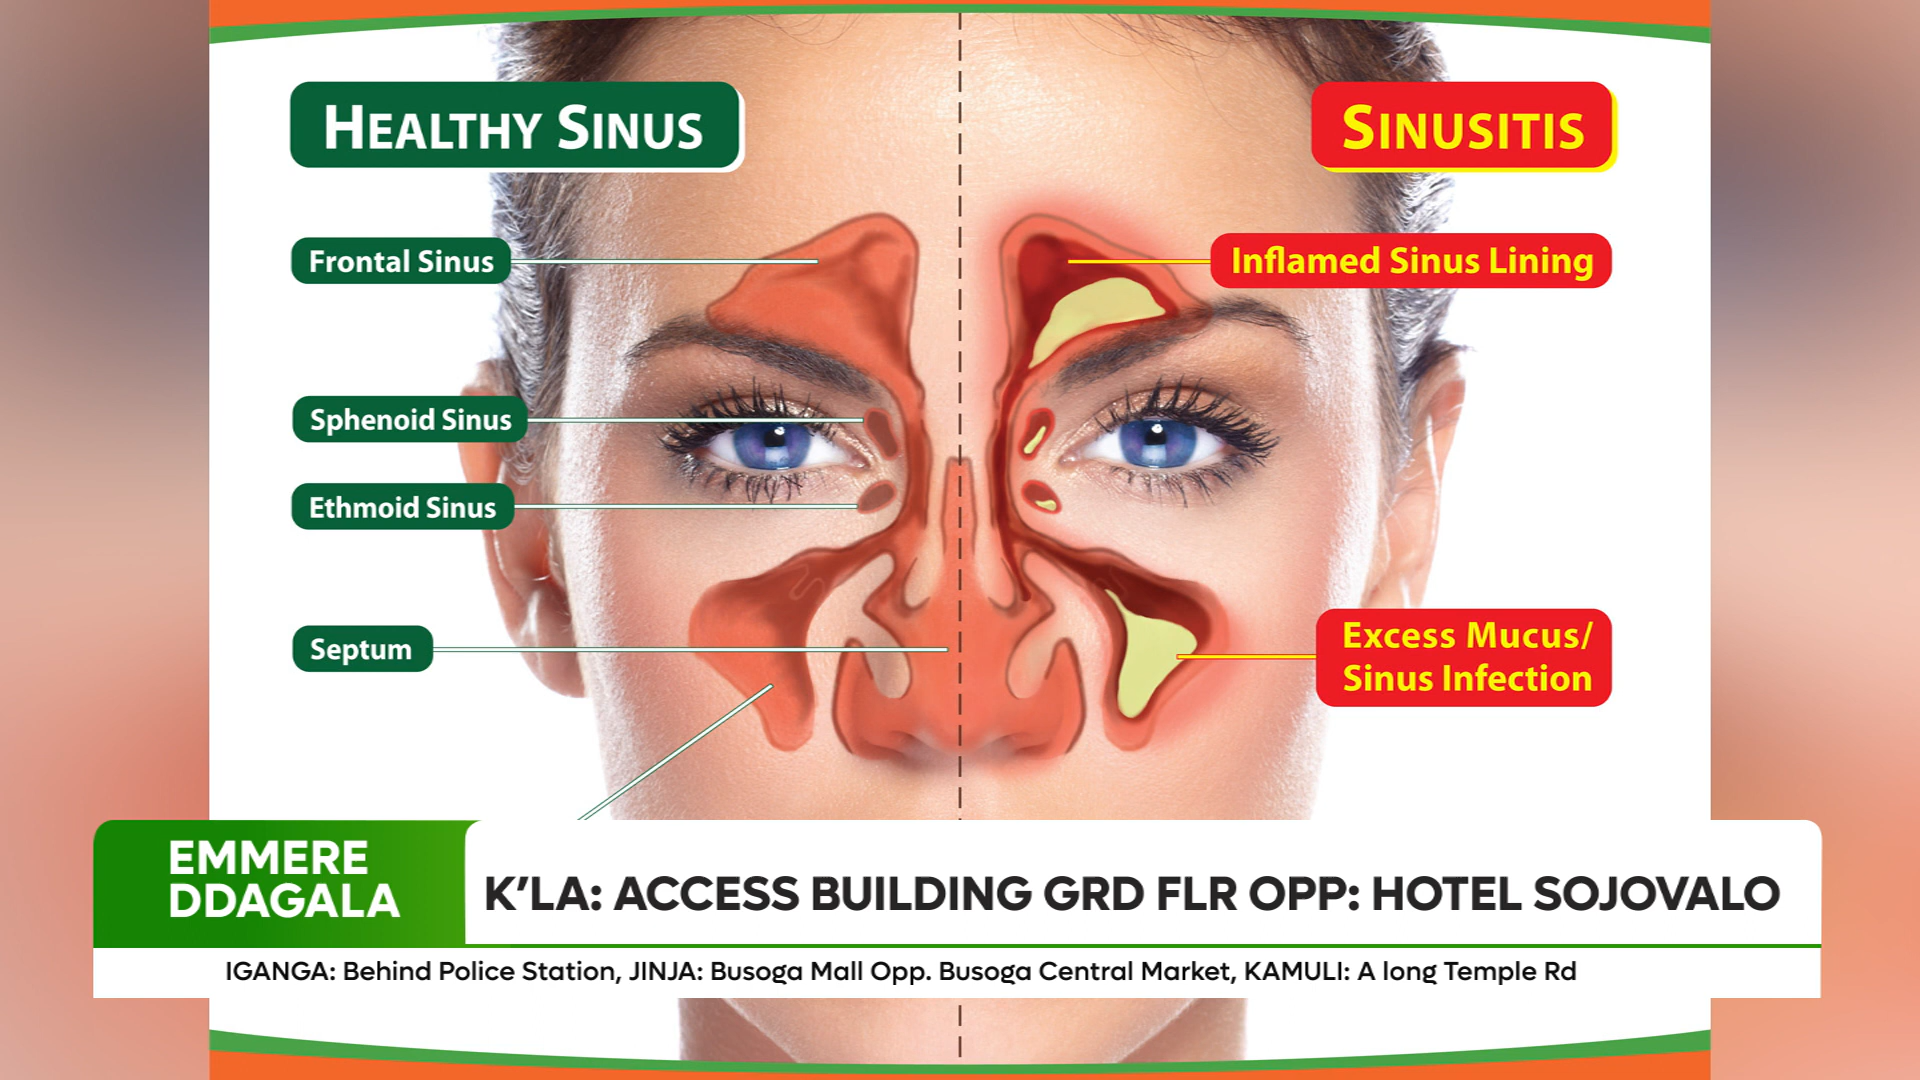 HEALTHY SINUS
SINUSITIS
Frontal Sinus
Inflamed Sinus Lining
Sphenoid Sinus
Ethmoid Sinus
Septum
Excess Mucus/
Sinus Infection
EMMERE
DDAGALA
K'LA: ACCESS BUILDING GRD FLR OPP: HOTEL SOJOVALO
IGANGA: Behind Police Station, JINJA: Busoga Mall Opp. Busoga Central Market, KAMULI: A long Temple Rd